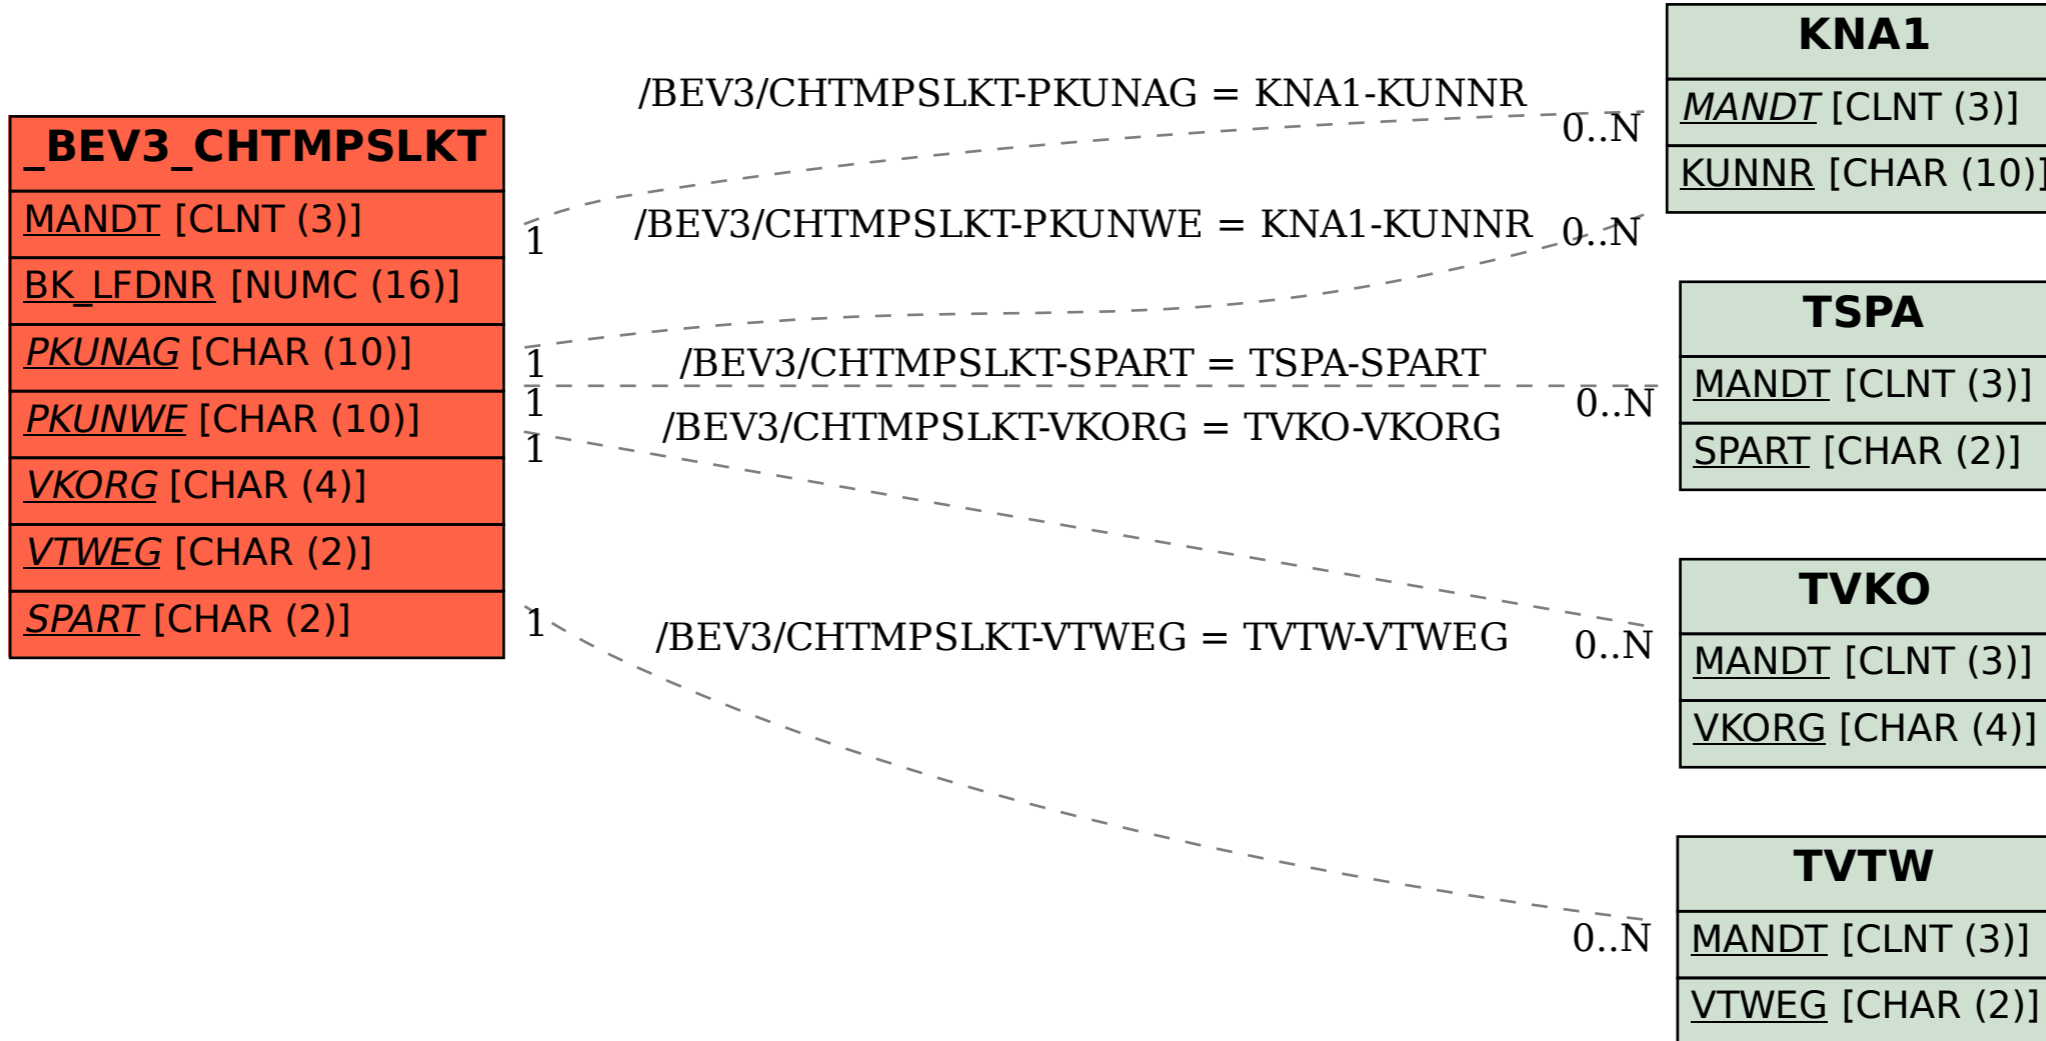 _BEV3_CHTMPSLKT
MANDT [CLNT (3)]
BK_LFDNR [NUMC (16)]
PKUNAG [CHAR (10)]
PKUNWE [CHAR (10)]
VKORG [CHAR (4)]
VTWEG [CHAR (2)]
SPART [CHAR (2)]
/BEV3/CHTMPSLKT-PKUNAG = KNA1-KUNNR
0..N
1
/BEV3/CHTMPSLKT-PKUNWE = KNA1-KUNNR
0..N
1
/BEV3/CHTMPSLKT-SPART = TSPA-SPART
1
0..N
/BEV3/CHTMPSLKT-VKORG = TVKO-VKORG
1
0..N
/BEV3/CHTMPSLKT-VTWEG = TVTW-VTWEG
1
0..N
KNA1
MANDT [CLNT (3)]
KUNNR [CHAR (10)]
TSPA
MANDT [CLNT (3)]
SPART [CHAR (2)]
TVKO
MANDT [CLNT (3)]
VKORG [CHAR (4)]
TVTW
MANDT [CLNT (3)]
VTWEG [CHAR (2)]